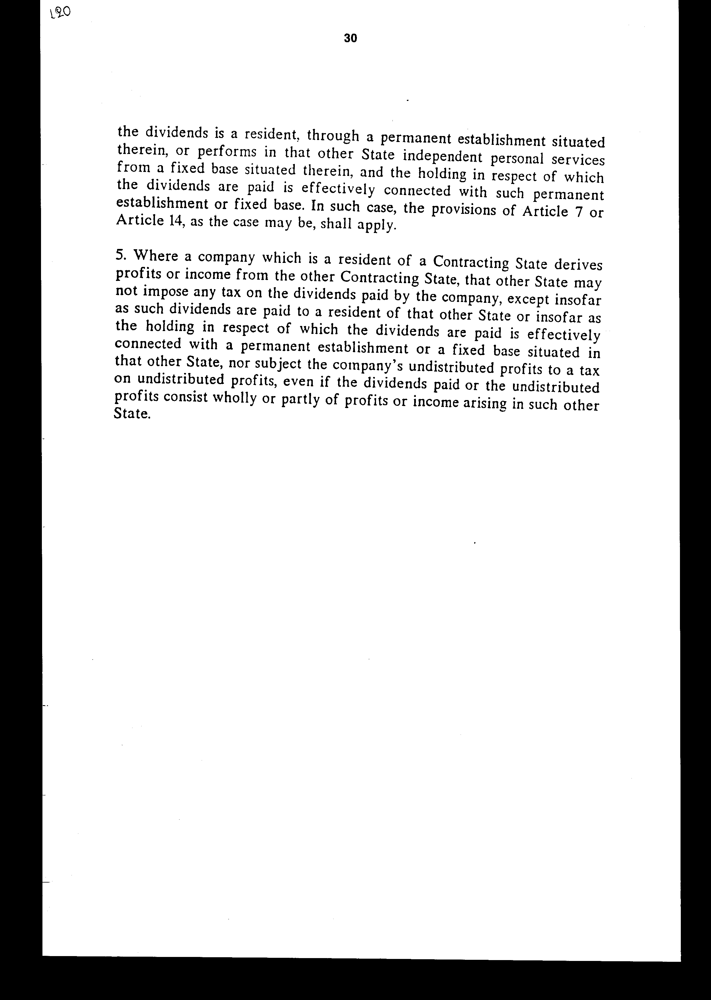 120
30
the dividends is a resident, through a permanent establishment situated
therein, or performs in that other State independent personal services
from a fixed base situated therein, and the holding in respect of which
the dividends are paid is effectively connected with such permanent
establishment or fixed base. In such case, the provisions of Article 7 or
Article 14, as the case may be, shall apply.
5. Where a company which is a resident of a Contracting State derives
profits or income from the other Contracting State, that other State may
not impose any tax on the dividends paid by the company, except insofar
as such dividends are paid to a resident of that other State or insofar as
the holding in respect of which the dividends are paid is effectively
connected with a permanent establishment or a fixed base situated in
that other State, nor subject the company's undistributed profits to a tax
on undistributed profits, even if the dividends paid or the undistributed
profits consist wholly or partly of profits or income arising in such other
State.